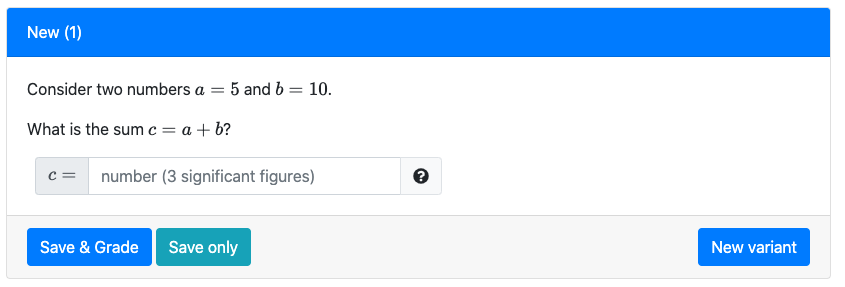 New (1)
Consider two numbers a = 5 and b = 10.
What is the sum c = a + b?
c = number (3 significant figures) ?
Save & Grade Save only New variant